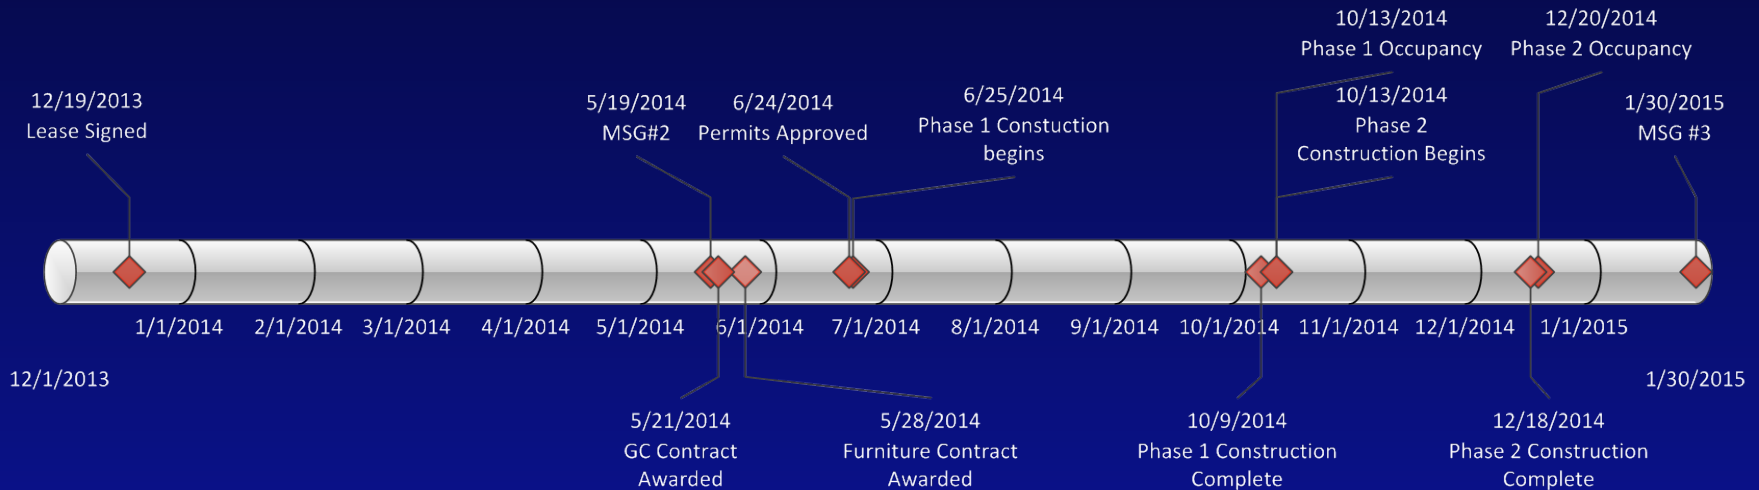 10/13/2014
Phase 1 Occupancy
12/20/2014
Phase 2 Occupancy
12/19/2013
Lease Signed
5/19/2014
MSG#2
6/24/2014
Permits Approved
6/25/2014
Phase 1 Constuction
begins
10/13/2014
Phase 2
Construction Begins
1/30/2015
MSG #3
1/1/2014
2/1/2014
3/1/2014
4/1/2014
5/1/2014
6/1/2014
7/1/2014
8/1/2014
9/1/2014
10/1/2014
11/1/2014
12/1/2014
1/1/2015
12/1/2013
1/30/2015
5/21/2014
GC Contract
Awarded
5/28/2014
Furniture Contract
Awarded
10/9/2014
Phase 1 Construction
Complete
12/18/2014
Phase 2 Construction
Complete